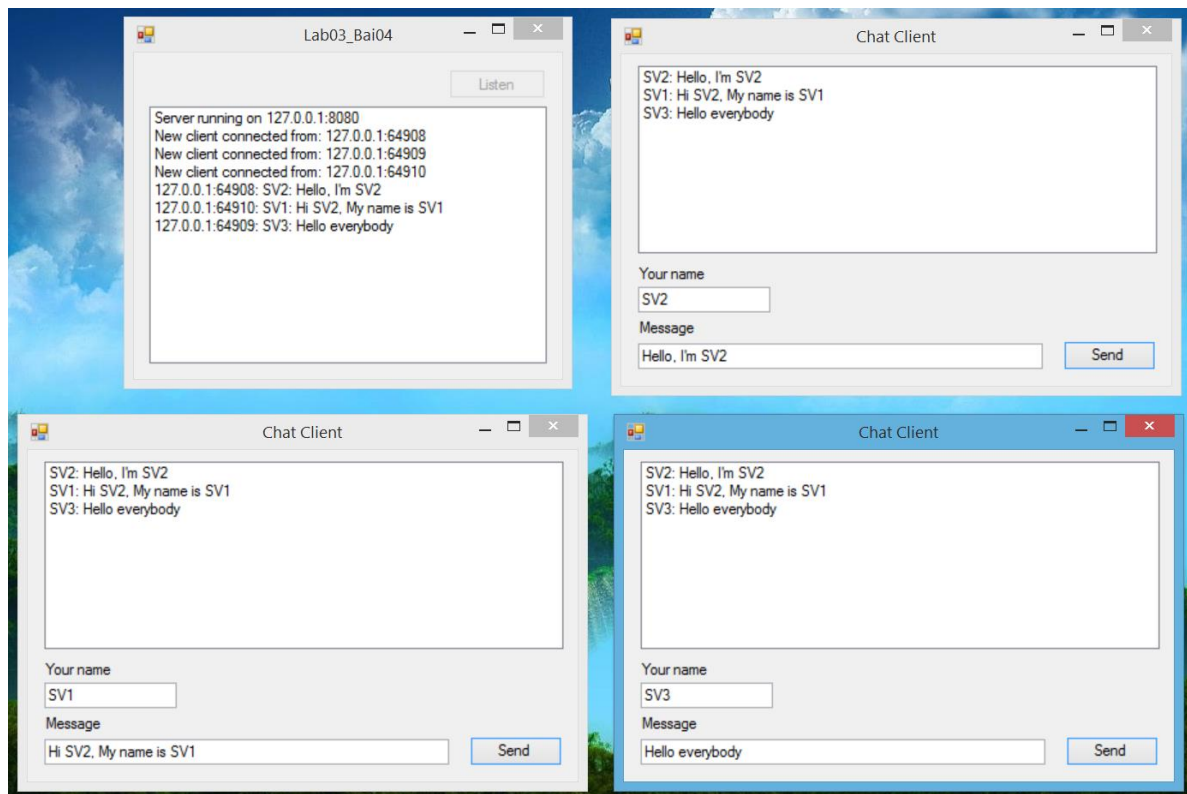 Lab03_Bai04
Listen
Server running on 127.0.0.1:8080
New client connected from: 127.0.0.1:64908
New client connected from: 127.0.0.1:64909
New client connected from: 127.0.0.1:64910
127.0.0.1:64908: SV2: Hello, I'm SV2
127.0.0.1:64910: SV1: Hi SV2, My name is SV1
127.0.0.1:64909: SV3: Hello everybody
Chat Client
SV2: Hello, I'm SV2
SV1: Hi SV2, My name is SV1
SV3: Hello everybody
Your name
SV2
Message
Hello, I'm SV2
Send
Chat Client
SV2: Hello, I'm SV2
SV1: Hi SV2, My name is SV1
SV3: Hello everybody
Your name
SV1
Message
Hi SV2, My name is SV1
Send
Chat Client
SV2: Hello, I'm SV2
SV1: Hi SV2, My name is SV1
SV3: Hello everybody
Your name
SV3
Message
Hello everybody
Send